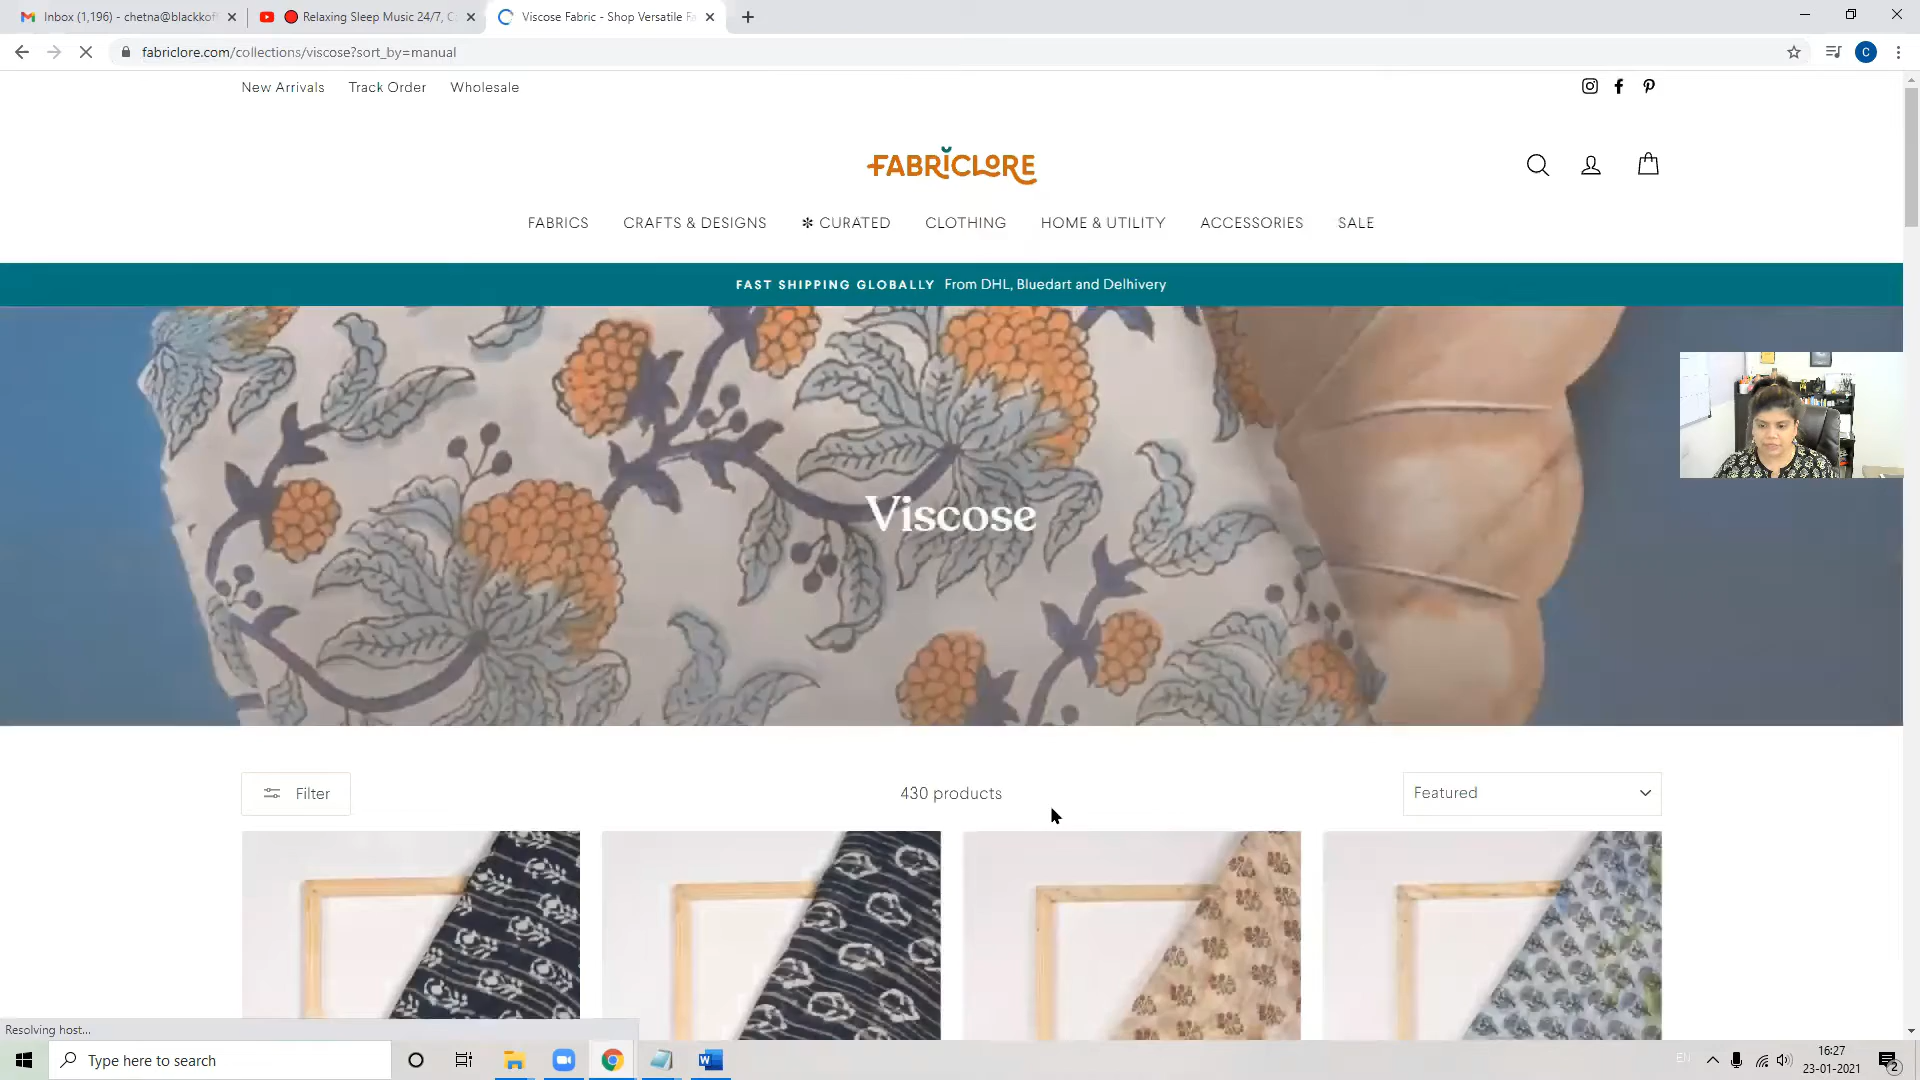 Inbox (1,196) - chetna@blackkof
Relaxing Sleep Music 24/7, C
Viscose Fabric - Shop Versatile Fa
fabriclore.com/collections/viscose?sort_by=manual
C
New Arrivals Track Order Wholesale
FABRICLORE
FABRICS CRAFTS & DESIGNS ✻ CURATED CLOTHING HOME & UTILITY ACCESSORIES SALE
FAST SHIPPING GLOBALLY From DHL, Bluedart and Delhivery
Viscose
Filter
430 products
Featured
Resolving host...
Type here to search
16:27
23-01-2021
2